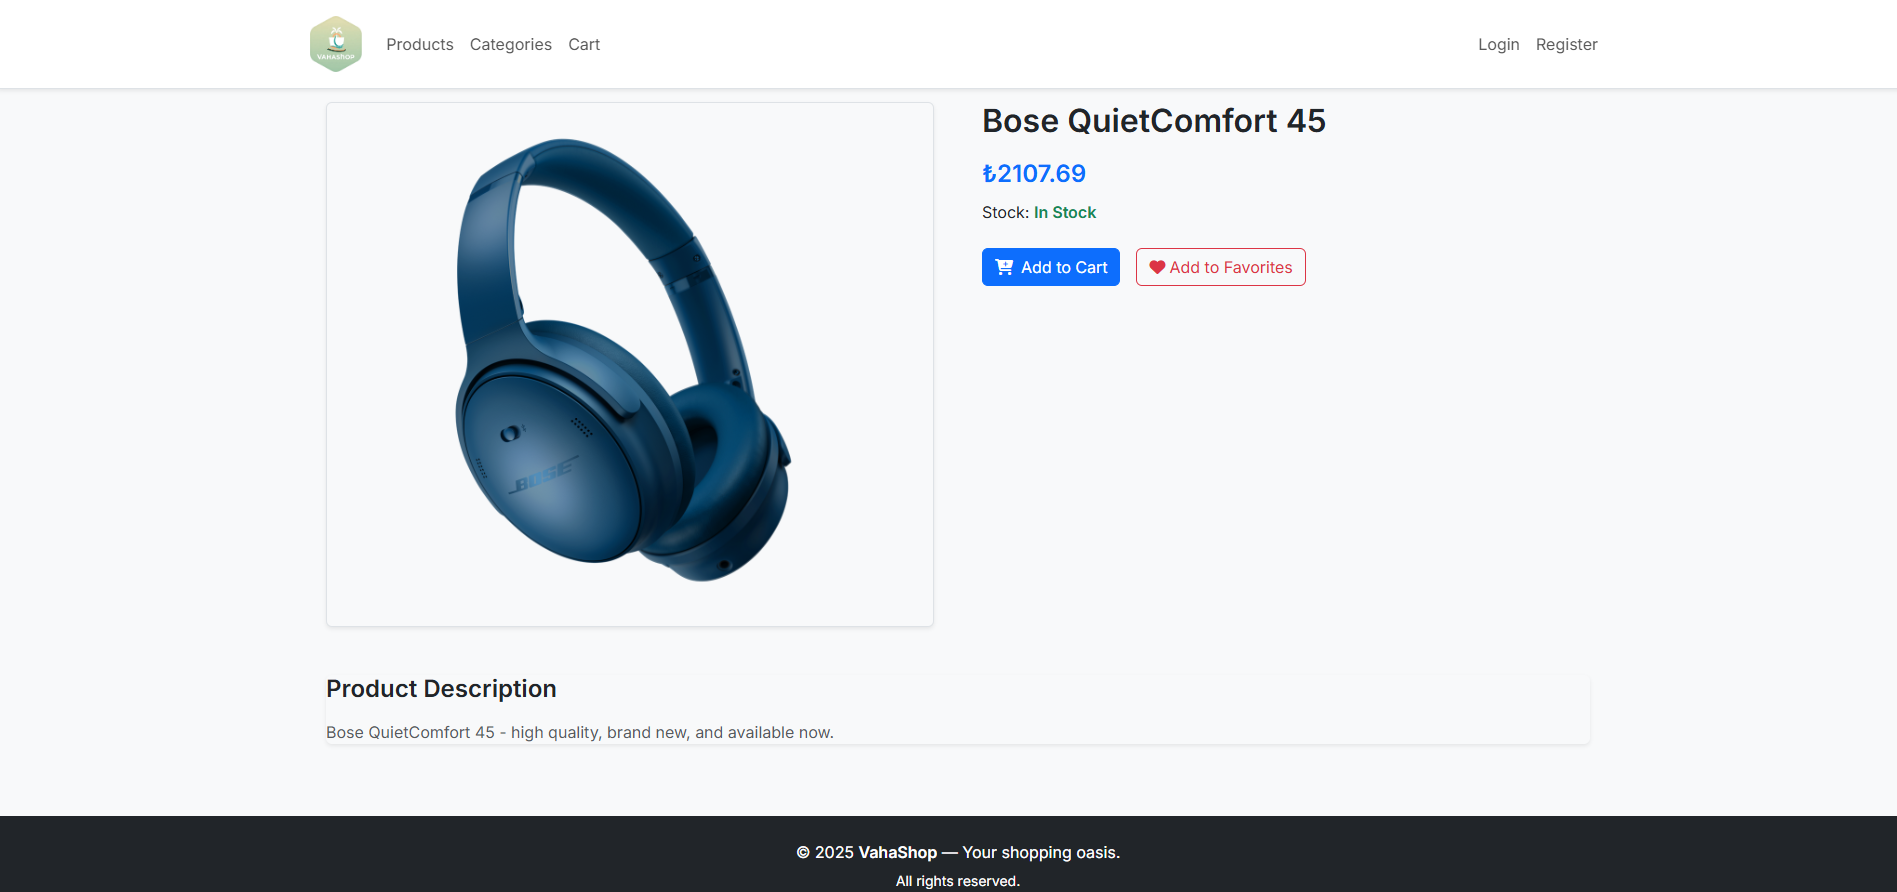 VAHASHOP
Products Categories Cart
Login Register
Bose QuietComfort 45
₺2107.69
Stock: In Stock
Add to Cart
Add to Favorites
BOSE
Product Description
Bose QuietComfort 45 - high quality, brand new, and available now.
© 2025 VahaShop — Your shopping oasis.
All rights reserved.